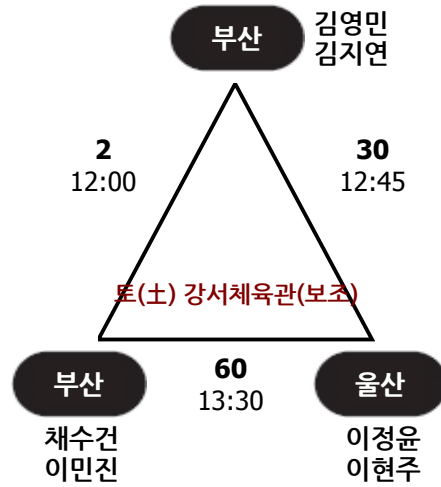 부산
김영민
김지연
2
12:00
30
12:45
토(土) 강서체육관(보조)
부산
60
13:30
울산
채수건
이민진
이정윤
이현주